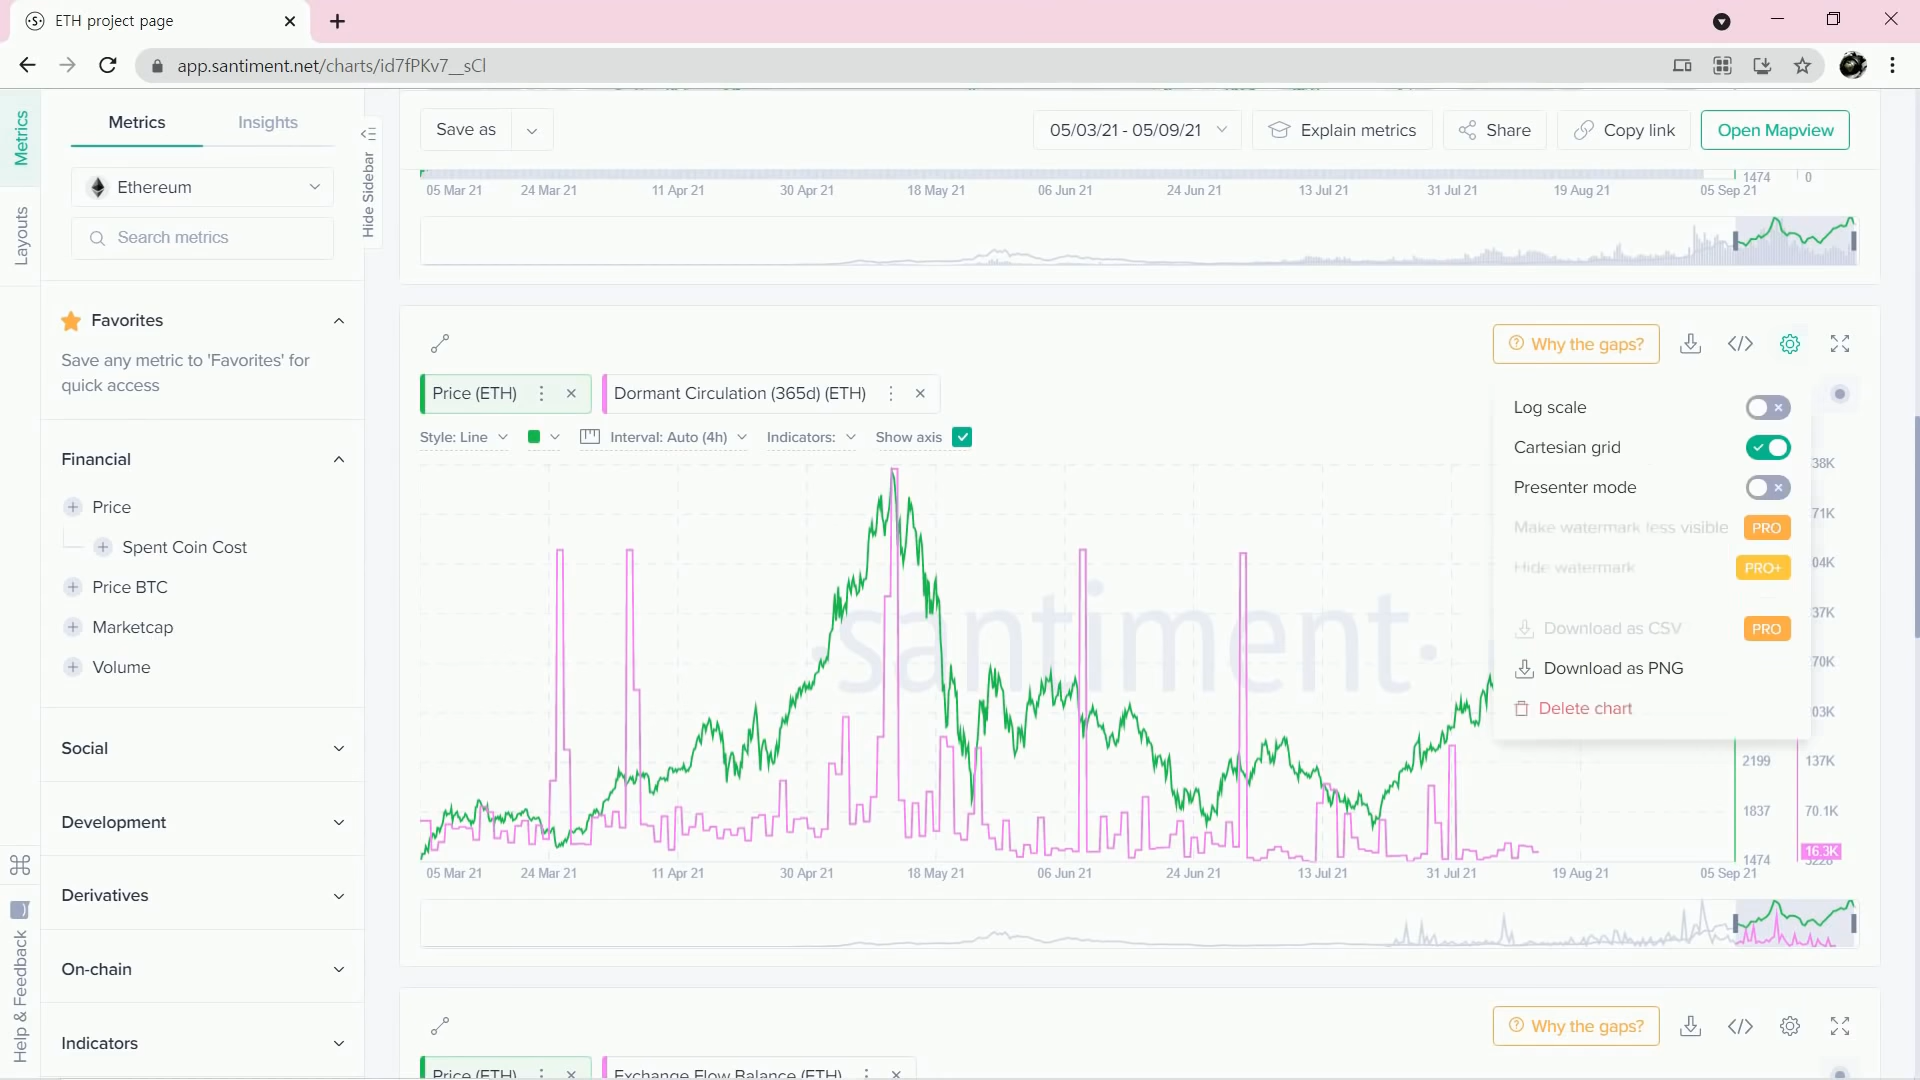 ETH project page
app.santiment.net/charts/id7fPKv7__sCl
Metrics
Layouts
Help & Feedback
Metrics Insights
Hide Sidebar
Ethereum
Search metrics
Favorites
Save any metric to 'Favorites' for
quick access
Financial
Price
Spent Coin Cost
Price BTC
Marketcap
Volume
Social
Development
Derivatives
On-chain
Indicators
Save as
05/03/21 - 05/09/21
Explain metrics
Share
Copy link
Open Mapview
1474 0
05 Mar 21 24 Mar 21 11 Apr 21 30 Apr 21 18 May 21 06 Jun 21 24 Jun 21 13 Jul 21 31 Jul 21 19 Aug 21 05 Sep 21
Why the gaps?
Price (ETH) Dormant Circulation (365d) (ETH)
Style: Line Interval: Auto (4h) Indicators: Show axis
Log scale
Cartesian grid
Presenter mode
Make watermark less visible PRO
Hide watermark PRO+
Download as CSV PRO
Download as PNG
Delete chart
38K
71K
04K
37K
70K
03K
2199 137K
1837 70.1K
16.3K
1474
·santiment·
05 Mar 21 24 Mar 21 11 Apr 21 30 Apr 21 18 May 21 06 Jun 21 24 Jun 21 13 Jul 21 31 Jul 21 19 Aug 21 05 Sep 21
Why the gaps?
Price (ETH) Exchange Flow Balance (ETH)